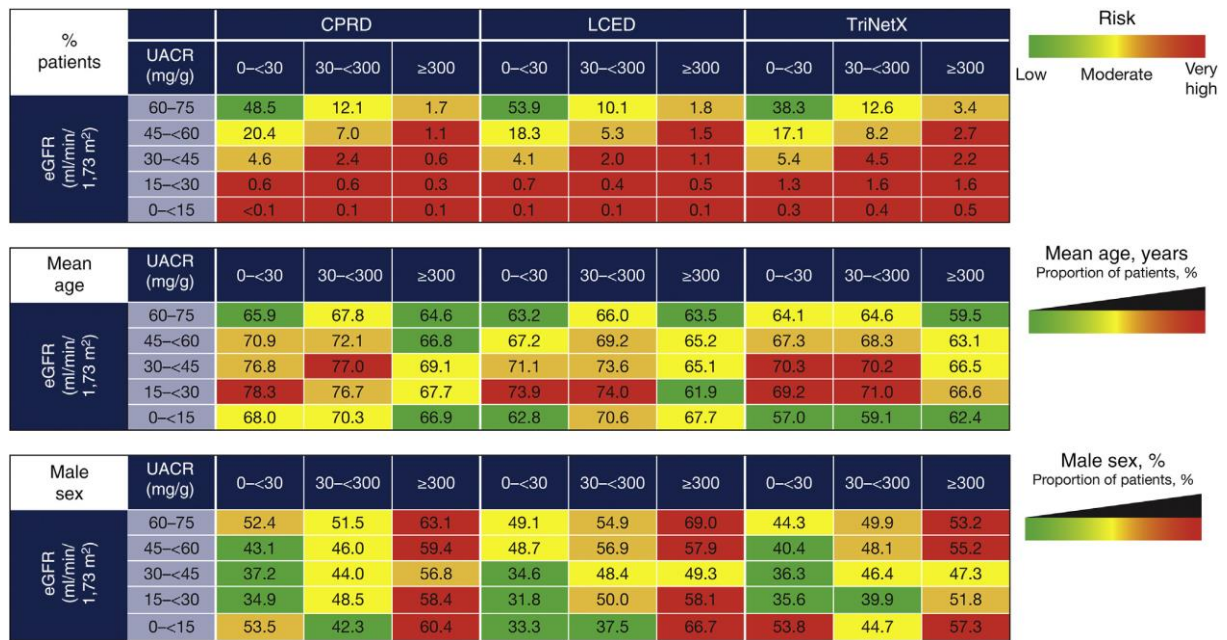 CPRD LCED TriNetX
% patients UACR (mg/g) 0–<30 30–<300 ≥300 0–<30 30–<300 ≥300 0–<30 30–<300 ≥300
eGFR (ml/min/ 1,73 m²)
60–75 48.5 12.1 1.7 53.9 10.1 1.8 38.3 12.6 3.4
45–<60 20.4 7.0 1.1 18.3 5.3 1.5 17.1 8.2 2.7
30–<45 4.6 2.4 0.6 4.1 2.0 1.1 5.4 4.5 2.2
15–<30 0.6 0.6 0.3 0.7 0.4 0.5 1.3 1.6 1.6
0–<15 <0.1 0.1 0.1 0.1 0.1 0.1 0.3 0.4 0.5
Risk
Low Moderate Very high
Mean age UACR (mg/g) 0–<30 30–<300 ≥300 0–<30 30–<300 ≥300 0–<30 30–<300 ≥300
eGFR (ml/min/ 1,73 m²)
60–75 65.9 67.8 64.6 63.2 66.0 63.5 64.1 64.6 59.5
45–<60 70.9 72.1 66.8 67.2 69.2 65.2 67.3 68.3 63.1
30–<45 76.8 77.0 69.1 71.1 73.6 65.1 70.3 70.2 66.5
15–<30 78.3 76.7 67.7 73.9 74.0 61.9 69.2 71.0 66.6
0–<15 68.0 70.3 66.9 62.8 70.6 67.7 57.0 59.1 62.4
Mean age, years
Proportion of patients, %
Male sex UACR (mg/g) 0–<30 30–<300 ≥300 0–<30 30–<300 ≥300 0–<30 30–<300 ≥300
eGFR (ml/min/ 1,73 m²)
60–75 52.4 51.5 63.1 49.1 54.9 69.0 44.3 49.9 53.2
45–<60 43.1 46.0 59.4 48.7 56.9 57.9 40.4 48.1 55.2
30–<45 37.2 44.0 56.8 34.6 48.4 49.3 36.3 46.4 47.3
15–<30 34.9 48.5 58.4 31.8 50.0 58.1 35.6 39.9 51.8
0–<15 53.5 42.3 60.4 33.3 37.5 66.7 53.8 44.7 57.3
Male sex, %
Proportion of patients, %